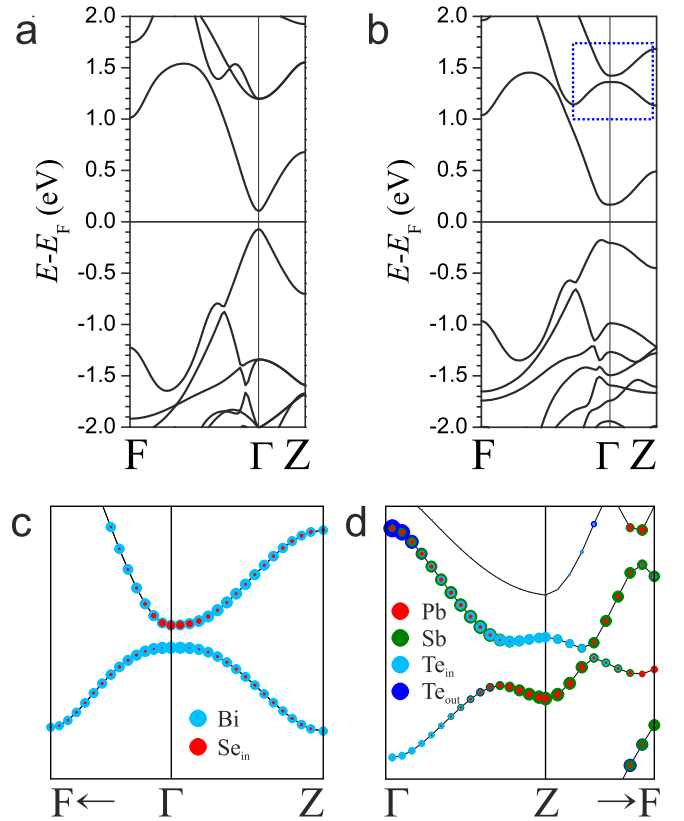 a
2.0
1.5
1.0
0.5
0.0
-0.5
-1.0
-1.5
-2.0
E-E_F (eV)
F Γ Z
b
2.0
1.5
1.0
0.5
0.0
-0.5
-1.0
-1.5
-2.0
E-E_F (eV)
F Γ Z
c
Bi
Se_in
F← Γ Z
d
Pb
Sb
Te_in
Te_out
Γ Z →F